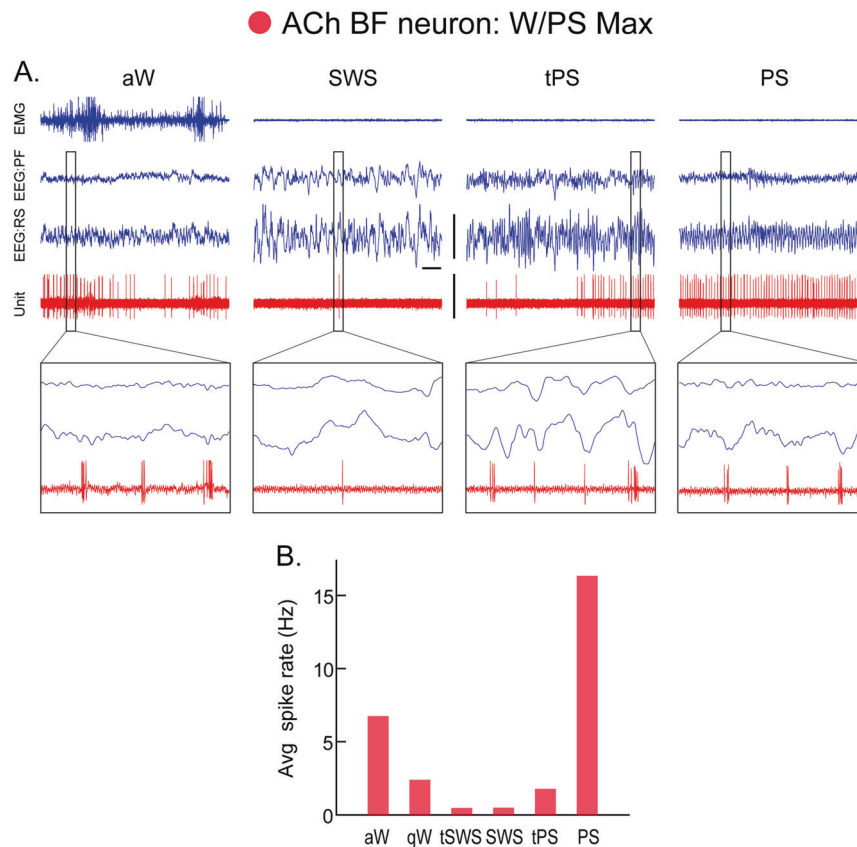 ACh BF neuron: W/PS Max
A.
aW SWS tPS PS
EMG
EEG:PF
EEG:RS
Unit
B.
Avg spike rate (Hz)
15
10
5
0
aW qW tSWS SWS tPS PS